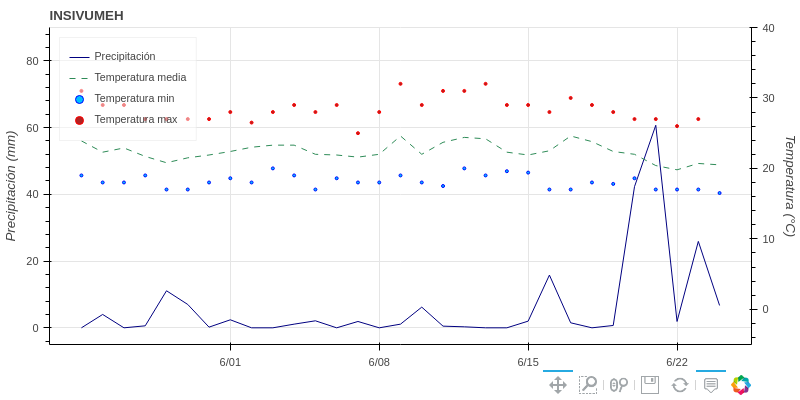 INSIVUMEH
Precipitación
Temperatura media
Temperatura min
Temperatura max
Precipitación (mm)
80
60
40
20
0
Temperatura (°C)
40
30
20
10
0
6/01
6/08
6/15
6/22